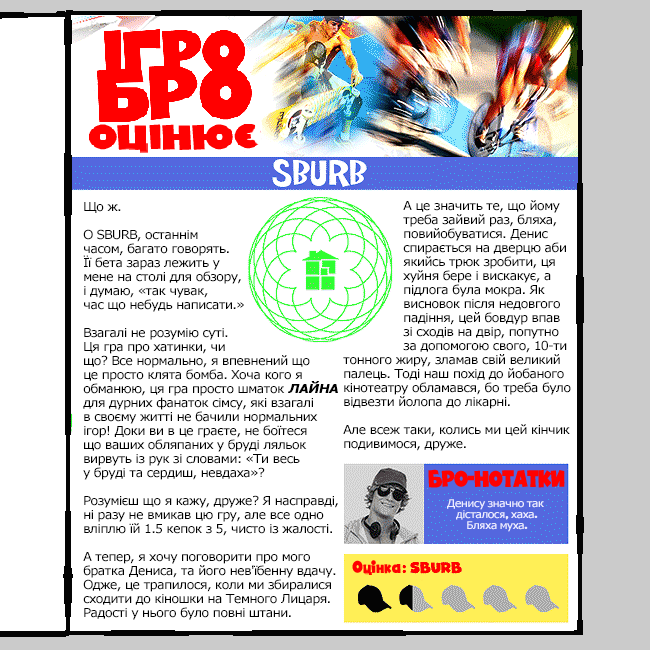 ІГРО
БРО
ОЦІНЮЄ
SBURB
Що ж.
О SBURB, останнім
часом, багато говорять.
Її бета зараз лежить у
мене на столі для обзору,
і думаю, «так чувак,
час що небудь написати.»
Взагалі не розумію суті.
Ця гра про хатинки, чи
що? Все нормально, я впевнений що
це просто клята бомба. Хоча кого я
обманюю, ця гра просто шматок ЛАЙНА
для дурних фанаток сімсу, які взагалі
в своєму житті не бачили нормальних
ігор! Доки ви в це граєте, не боїтеся
що ваших обляпаних у бруді ляльок
вирвуть із рук зі словами: «Ти весь
у бруді та сердиш, невдаха»?
Розумієш що я кажу, друже? Я насправді,
ні разу не вмикав цю гру, але все одно
вліплю їй 1.5 кепок з 5, чисто із жалості.
А тепер, я хочу поговорити про мого
братка Дениса, та його нев'їбенну вдачу.
Одже, це трапилося, коли ми збиралися
сходити до кіношки на Темного Лицаря.
Радості у нього було повні штани.
А це значить те, що йому
треба зайвий раз, бляха,
повийобуватися. Денис
спирається на дверцю аби
якийсь трюк зробити, ця
хуйня бере і вискакує, а
підлога була мокра. Як
висновок після недовгого
падіння, цей бовдур впав
зі сходів на двір, попутно
за допомогою свого, 10-ти
тонного жиру, зламав свій великий
палець. Тоді наш похід до йобаного
кінотеатру обламався, бо треба було
відвезти йолопа до лікарні.
Але всеж таки, колись ми цей кінчик
подивимося, друже.
БРО-НОТАТКИ
Денису значно так
дісталося, хаха.
Бляха муха.
Оцінка: SBURB